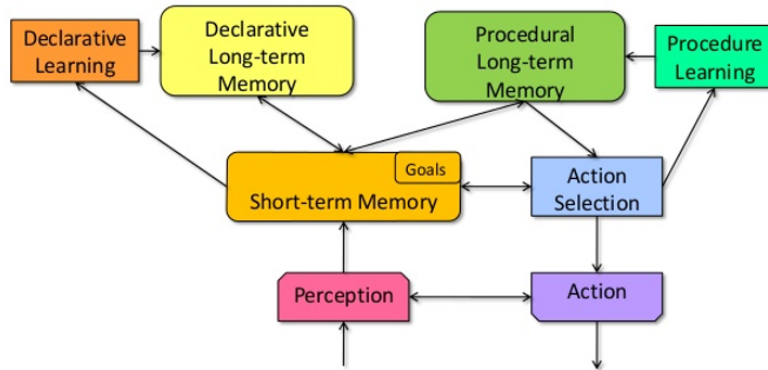 Declarative
Learning
Declarative
Long-term
Memory
Procedural
Long-term
Memory
Procedure
Learning
Goals
Short-term Memory
Action
Selection
Perception
Action